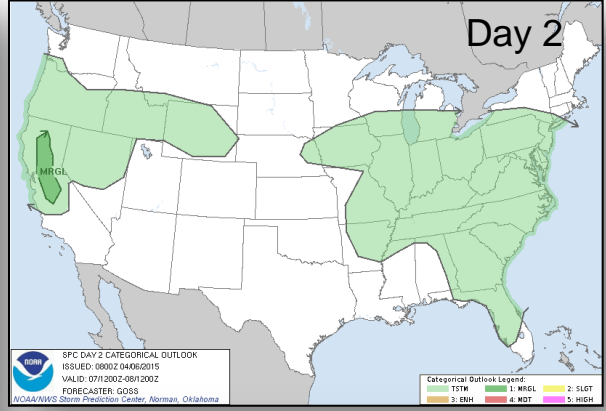 Day 2
MRGL
NOAA
SPC DAY 2 CATEGORICAL OUTLOOK
ISSUED: 0800Z 04/06/2015
VALID: 07/1200Z-08/1200Z
FORECASTER: GOSS
NOAA/NWS Storm Prediction Center, Norman, Oklahoma
Categorical Outlook Legend:
TSTM 1: MRGL 2: SLGT
3: ENH 4: MDT 5: HIGH